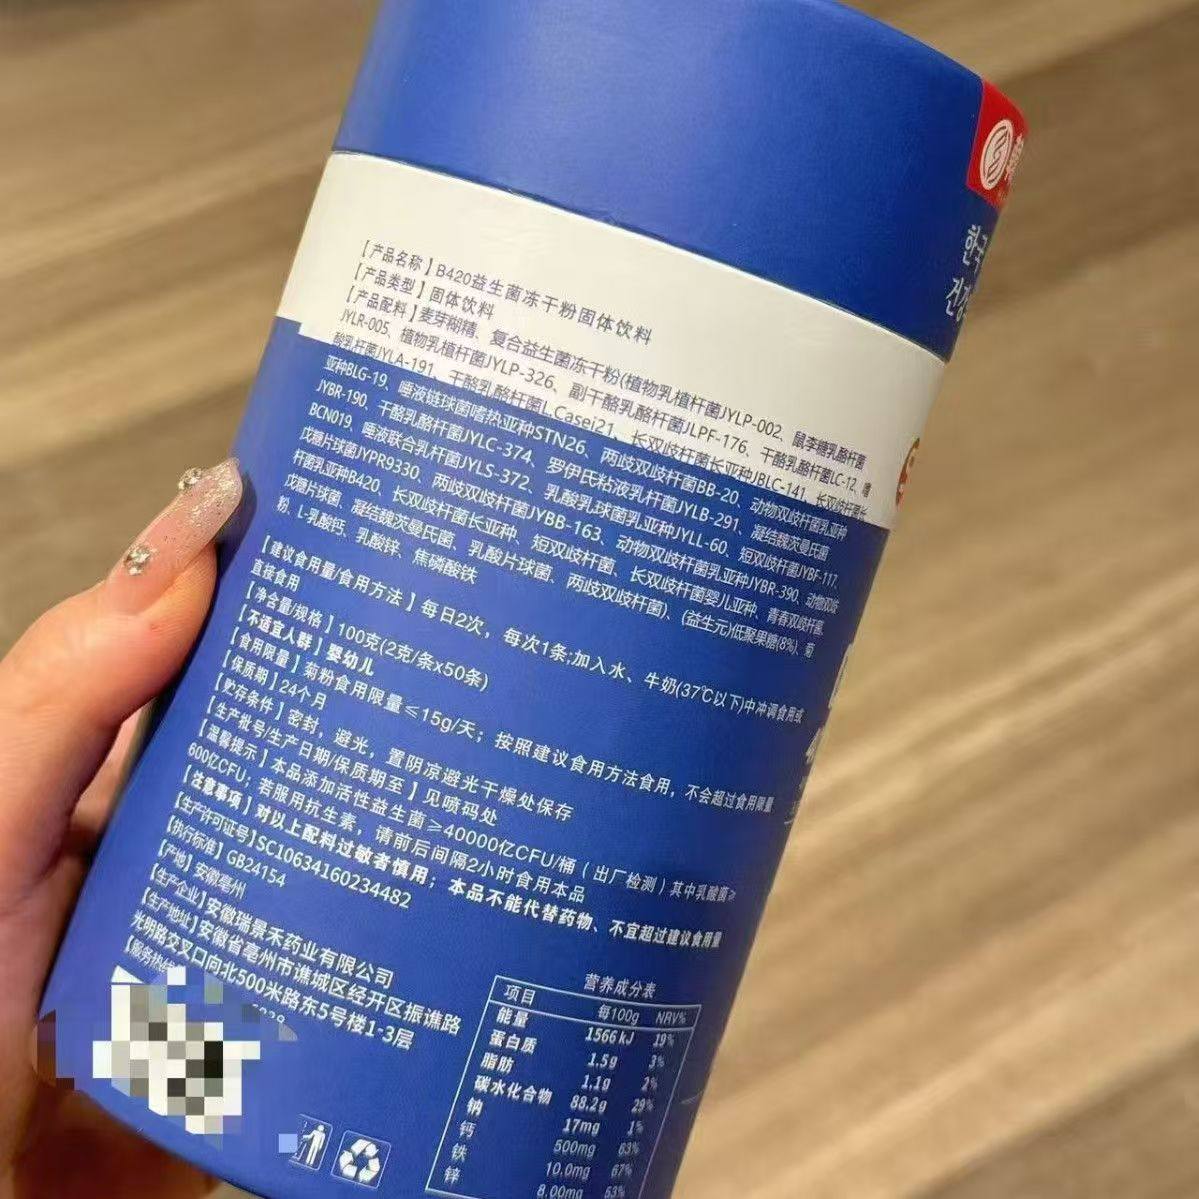 한국
건강
【产品名称】B420益生菌冻干粉固体饮料
【产品类型】固体饮料
【产品配料】麦芽糊精、复合益生菌冻干粉(植物乳植杆菌JYLP-002、鼠李糖乳酪杆菌
JYLR-005、植物乳植杆菌JYLP-326、副干酪乳酪杆菌JLPF-176、干酪乳酪杆菌LC-12、嗜
酸乳杆菌JYLA-191、干酪乳酪杆菌L.Casei21、长双歧杆菌长亚种JBLC-141、长双歧杆菌长
亚种BLG-19、唾液链球菌嗜热亚种STN26、两歧双歧杆菌BB-20、动物双歧杆菌乳亚种
JYBR-190、干酪乳酪杆菌JYLC-374、罗伊氏粘液乳杆菌JYLB-291、凝结魏茨曼氏菌
BCN019、唾液联合乳杆菌JYLS-372、乳酸乳球菌乳亚种JYLL-60、短双歧杆菌JYBF-117、
戊糖片球菌JYPR9330、两歧双歧杆菌JYBB-163、动物双歧杆菌乳亚种JYBR-390、动物双歧
杆菌乳亚种B420、长双歧杆菌长亚种、短双歧杆菌、长双歧杆菌婴儿亚种、青春双歧杆菌、
戊糖片球菌、凝结魏茨曼氏菌、乳酸片球菌、两歧双歧杆菌)、(益生元)低聚果糖(8%)、菊
粉、L-乳酸钙、乳酸锌、焦磷酸铁
【建议食用量/食用方法】每日2次，每次1条;加入水、牛奶(37℃以下)中冲调食用或
直接食用
【净含量/规格】100克(2克/条x50条)
【不适宜人群】婴幼儿
【食用限量】菊粉食用限量≤15g/天；按照建议食用方法食用，不会超过食用限量
【保质期】24个月
【贮存条件】密封，避光，置阴凉避光干燥处保存
【生产批号/生产日期/保质期至】见喷码处
【温馨提示】本品添加活性益生菌≥40000亿CFU/桶（出厂检测）其中乳酸菌≥
600亿CFU；若服用抗生素，请前后间隔2小时食用本品
【注意事项】对以上配料过敏者慎用；本品不能代替药物、不宜超过建议食用量
【生产许可证号】SC10634160234482
【执行标准】GB24154
【产地】安徽亳州
【生产企业】安徽瑞景禾药业有限公司
【生产地址】安徽省亳州市谯城区经开区振谯路
光明路交叉口向北500米路东5号楼1-3层
【服务热线
营养成分表
项目 每100g NRV%
能量 1566kJ 19%
蛋白质 1.5g 3%
脂肪 1.1g 2%
碳水化合物 88.2g 29%
钠 17mg 1%
钙 500mg 63%
铁 10.0mg 67%
锌 8.00mg 53%